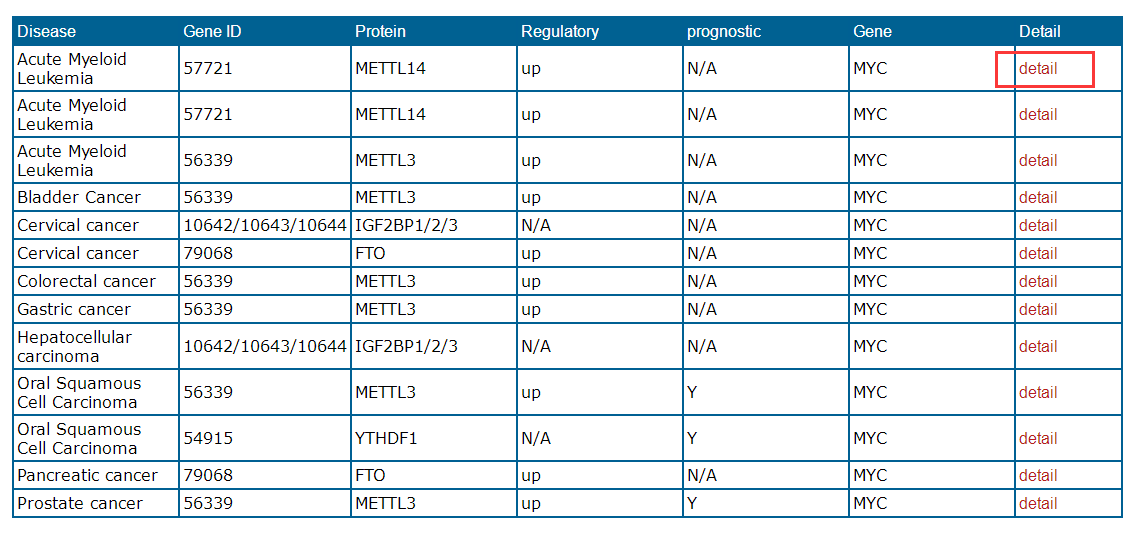 Disease Gene ID Protein Regulatory prognostic Gene Detail
Acute Myeloid
Leukemia 57721 METTL14 up N/A MYC detail
Acute Myeloid
Leukemia 57721 METTL14 up N/A MYC detail
Acute Myeloid
Leukemia 56339 METTL3 up N/A MYC detail
Bladder Cancer 56339 METTL3 up N/A MYC detail
Cervical cancer 10642/10643/10644 IGF2BP1/2/3 N/A N/A MYC detail
Cervical cancer 79068 FTO up N/A MYC detail
Colorectal cancer 56339 METTL3 up N/A MYC detail
Gastric cancer 56339 METTL3 up N/A MYC detail
Hepatocellular
carcinoma 10642/10643/10644 IGF2BP1/2/3 N/A N/A MYC detail
Oral Squamous
Cell Carcinoma 56339 METTL3 up Y MYC detail
Oral Squamous
Cell Carcinoma 54915 YTHDF1 N/A Y MYC detail
Pancreatic cancer 79068 FTO up N/A MYC detail
Prostate cancer 56339 METTL3 up Y MYC detail